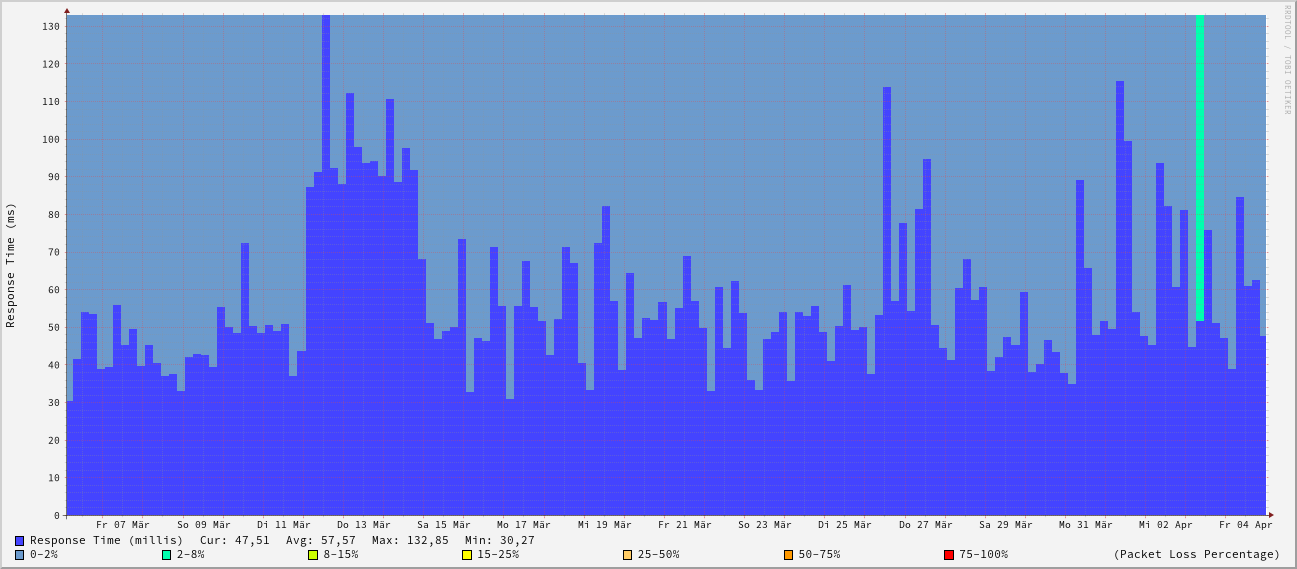 RRDTOOL / TOBI OETIKER
Response Time (ms)
130
120
110
100
90
80
70
60
50
40
30
20
10
0
Fr 07 Mär So 09 Mär Di 11 Mär Do 13 Mär Sa 15 Mär Mo 17 Mär Mi 19 Mär Fr 21 Mär So 23 Mär Di 25 Mär Do 27 Mär Sa 29 Mär Mo 31 Mär Mi 02 Apr Fr 04 Apr
Response Time (millis) Cur: 47,51 Avg: 57,57 Max: 132,85 Min: 30,27
0-2% 2-8% 8-15% 15-25% 25-50% 50-75% 75-100% (Packet Loss Percentage)